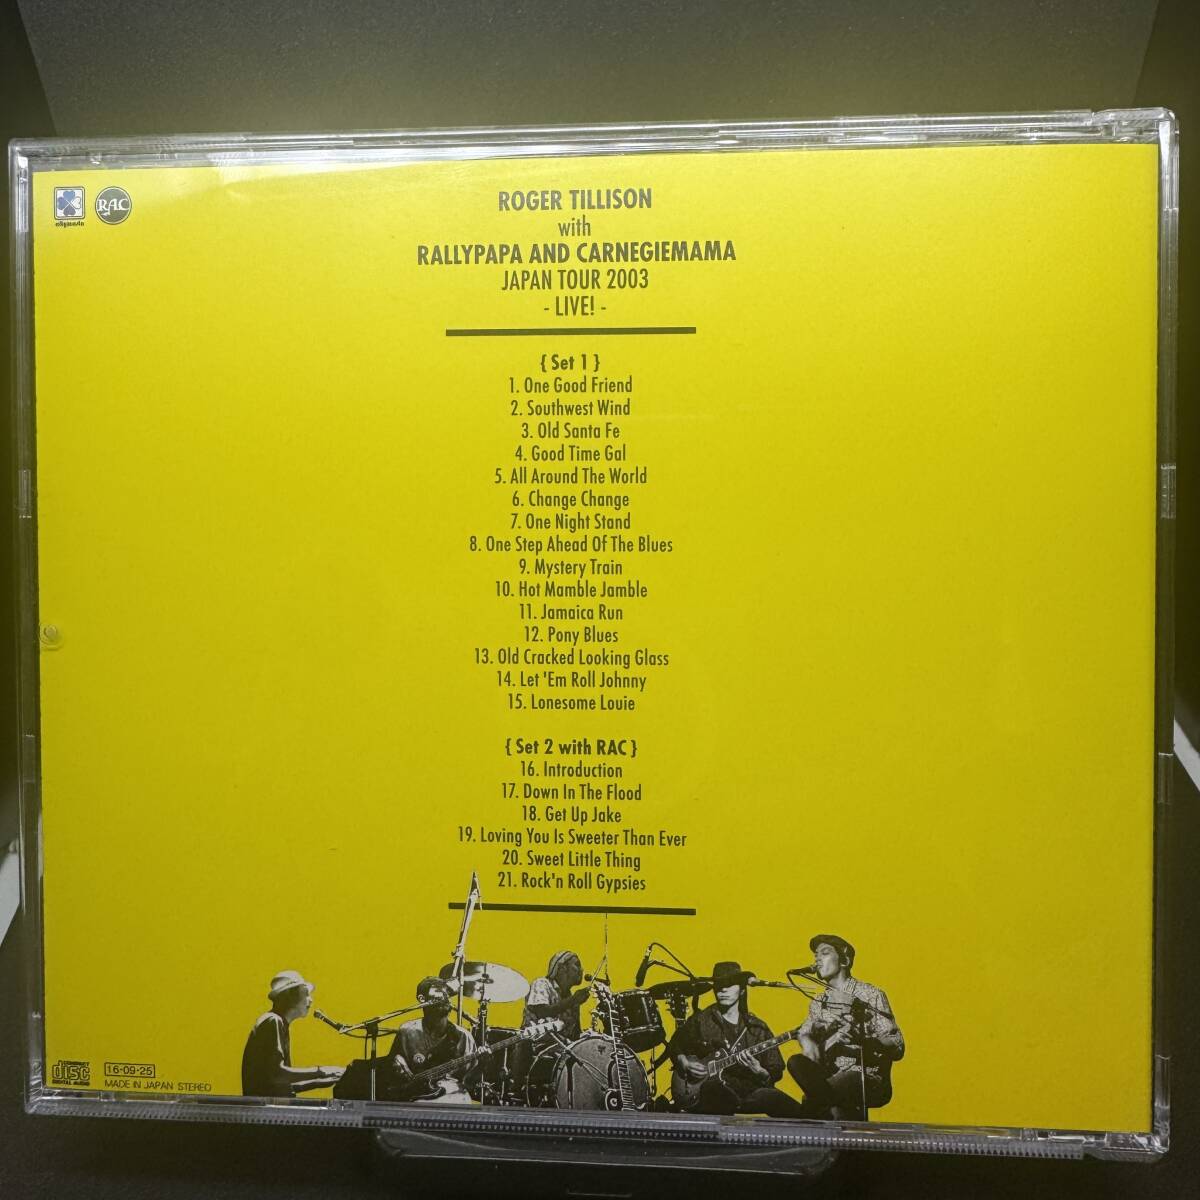 RAC
ROGER TILLISON
with
RALLYPAPA AND CARNEGIEMAMA
JAPAN TOUR 2003
- LIVE! -
{ Set 1 }
1. One Good Friend
2. Southwest Wind
3. Old Santa Fe
4. Good Time Gal
5. All Around The World
6. Change Change
7. One Night Stand
8. One Step Ahead Of The Blues
9. Mystery Train
10. Hot Mamble Jamble
11. Jamaica Run
12. Pony Blues
13. Old Cracked Looking Glass
14. Let 'Em Roll Johnny
15. Lonesome Louie
{ Set 2 with RAC }
16. Introduction
17. Down In The Flood
18. Get Up Jake
19. Loving You Is Sweeter Than Ever
20. Sweet Little Thing
21. Rock'n Roll Gypsies
COMPACT
disc
DIGITAL AUDIO
16-09-25
MADE IN JAPAN STEREO